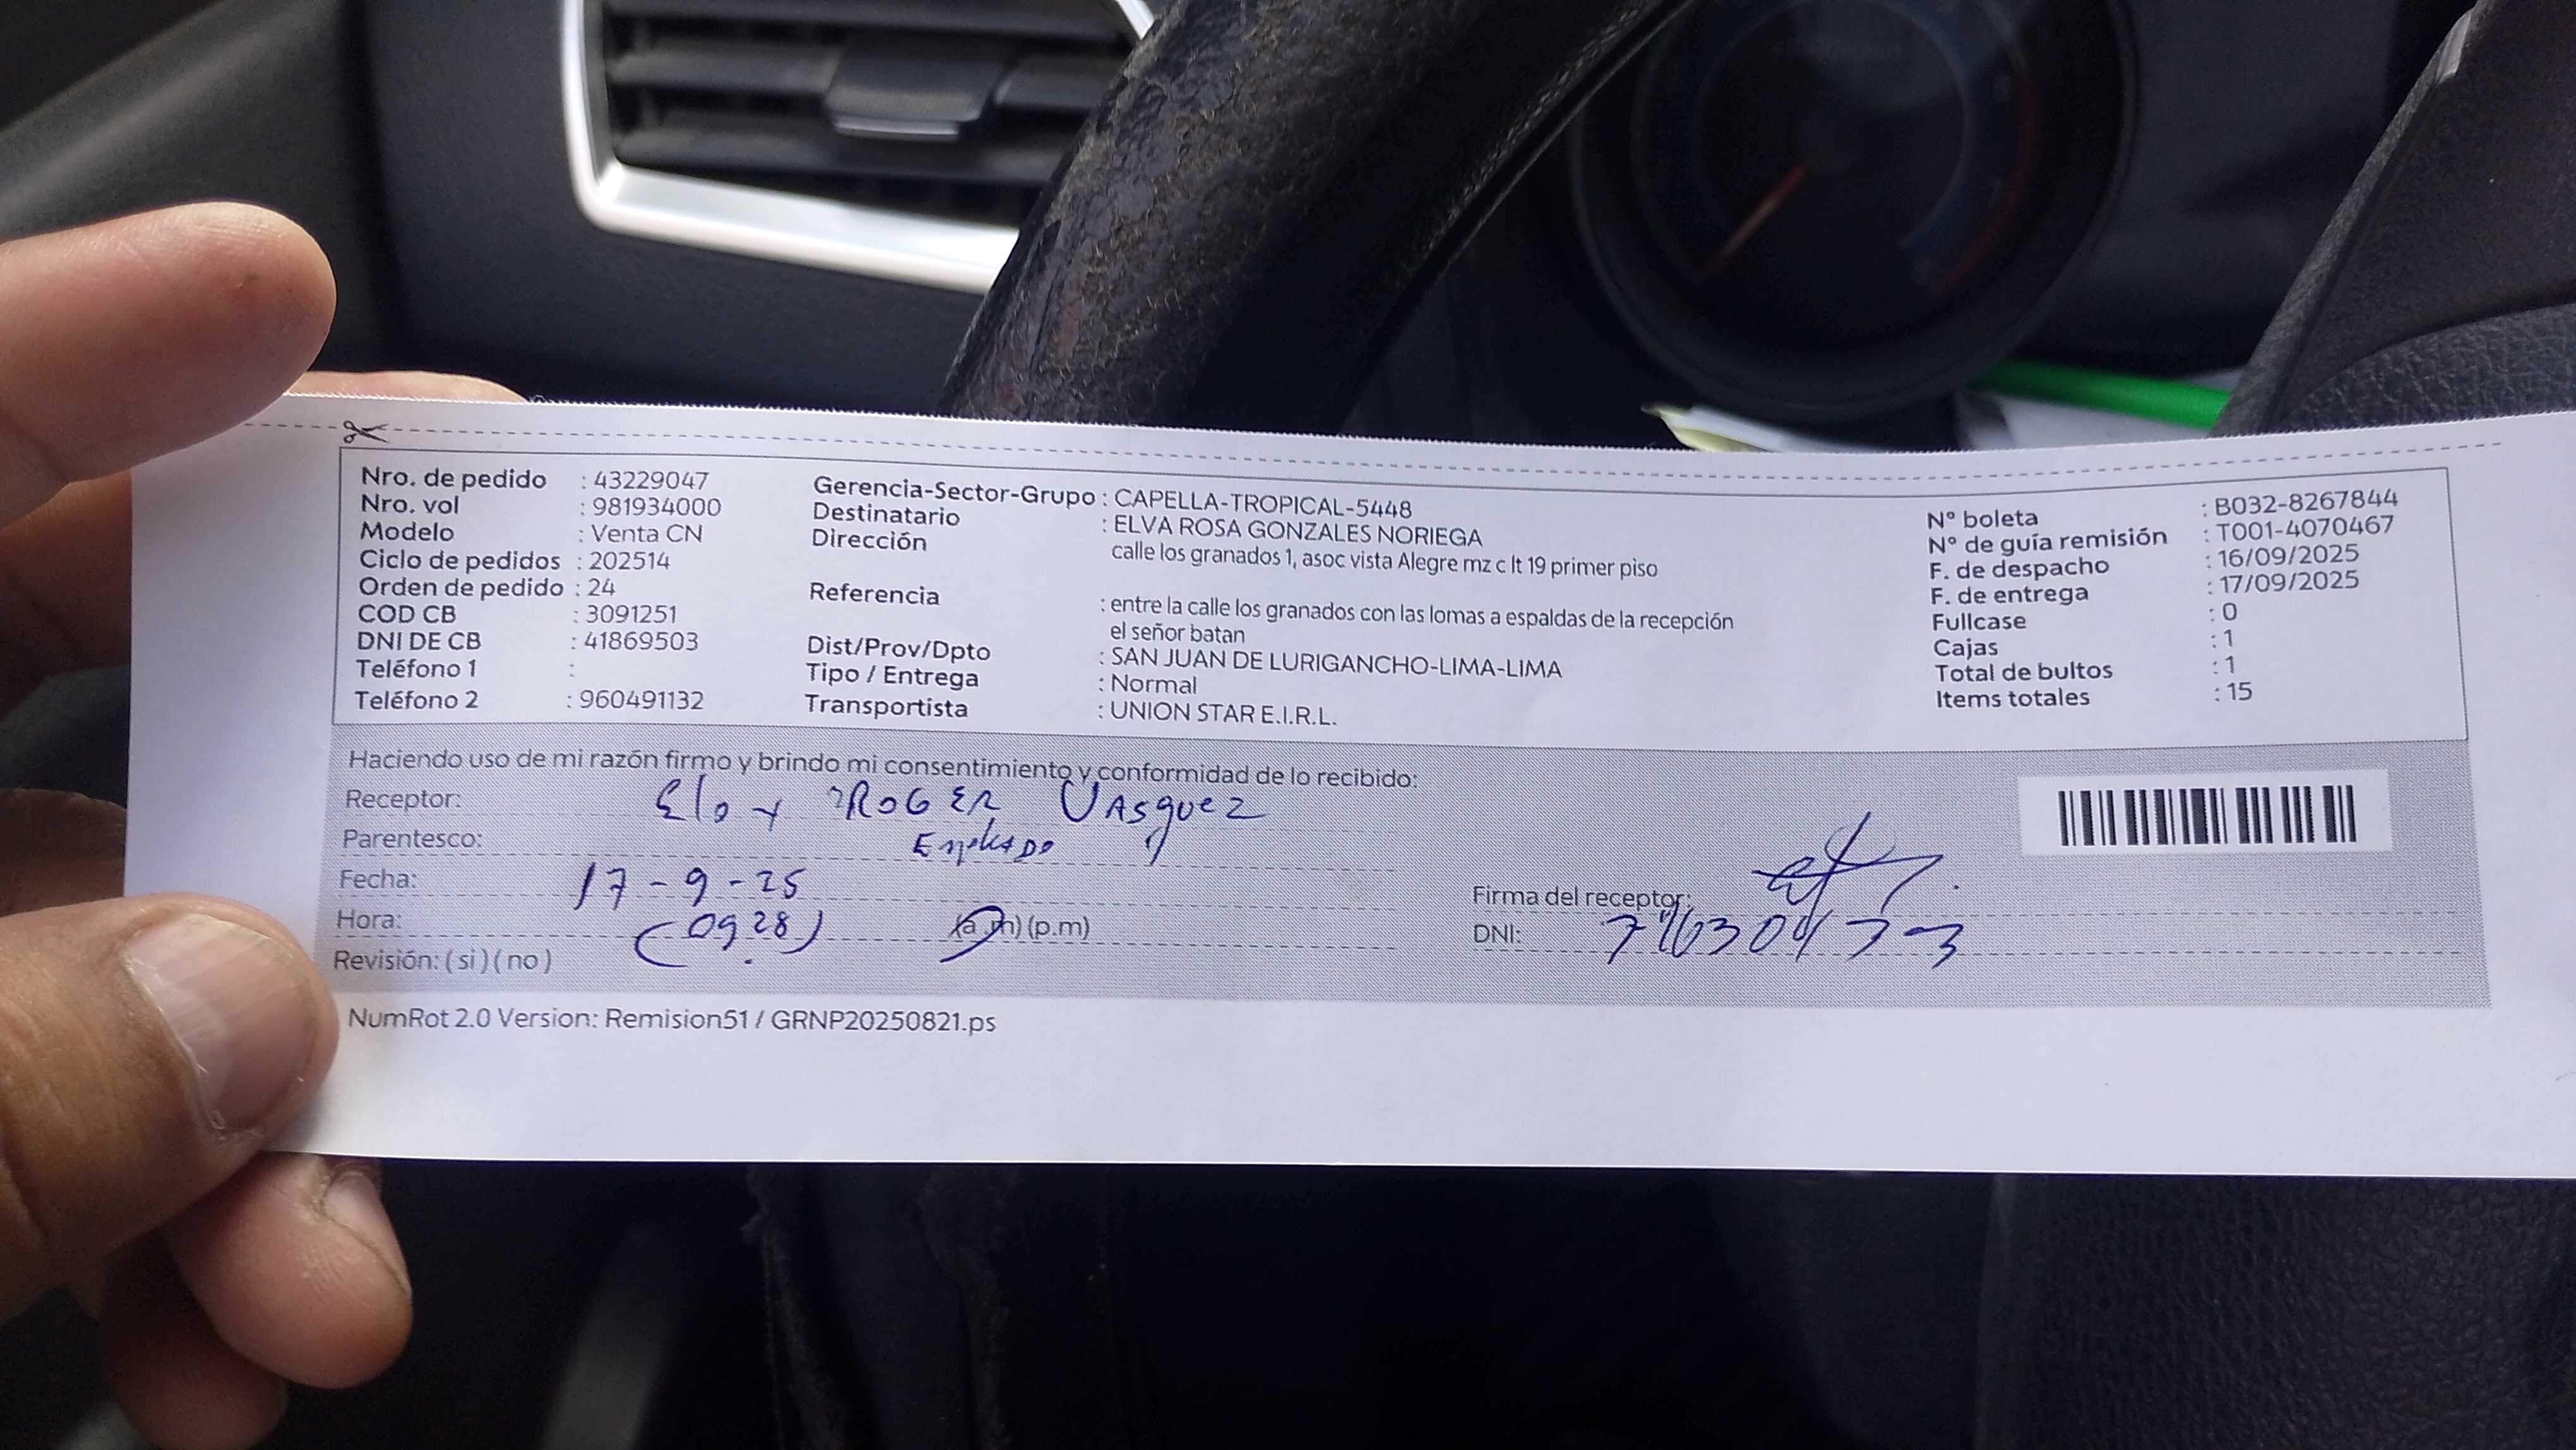 Nro. de pedido : 43229047
Nro. vol : 981934000
Modelo : Venta CN
Ciclo de pedidos : 202514
Orden de pedido : 24
COD CB : 3091251
DNI DE CB : 41869503
Teléfono 1 :
Teléfono 2 : 960491132
Gerencia-Sector-Grupo : CAPELLA-TROPICAL-5448
Destinatario : ELVA ROSA GONZALES NORIEGA
Dirección calle los granados 1, asoc vista Alegre mz c lt 19 primer piso
Referencia : entre la calle los granados con las lomas a espaldas de la recepción
el señor batan
Dist/Prov/Dpto : SAN JUAN DE LURIGANCHO-LIMA-LIMA
Tipo / Entrega : Normal
Transportista : UNION STAR E.I.R.L.
N° boleta : B032-8267844
N° de guía remisión : T001-4070467
F. de despacho : 16/09/2025
F. de entrega : 17/09/2025
Fullcase : 0
Cajas : 1
Total de bultos : 1
Items totales : 15
Haciendo uso de mi razón firmo y brindo mi consentimiento y conformidad de lo recibido:
Receptor: Eloy ROGER VAsquez
Parentesco:
Fecha: 17-9-25
Hora: (0928) (a.m) (p.m)
Revisión: ( si ) ( no )
Firma del receptor:
DNI:
NumRot 2.0 Version: Remision51 / GRNP20250821.ps